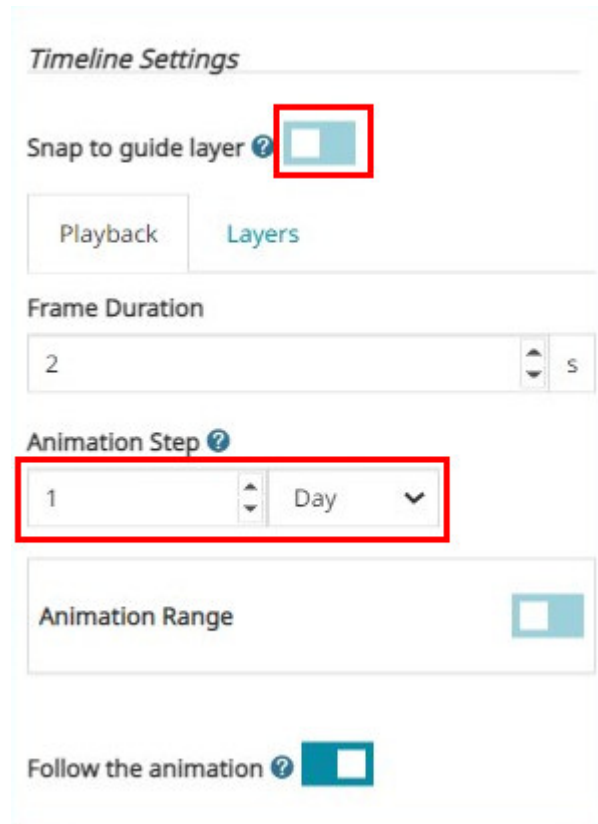 Timeline Settings
Snap to guide layer ?
Playback Layers
Frame Duration
2 s
Animation Step ?
1 Day
Animation Range
Follow the animation ?